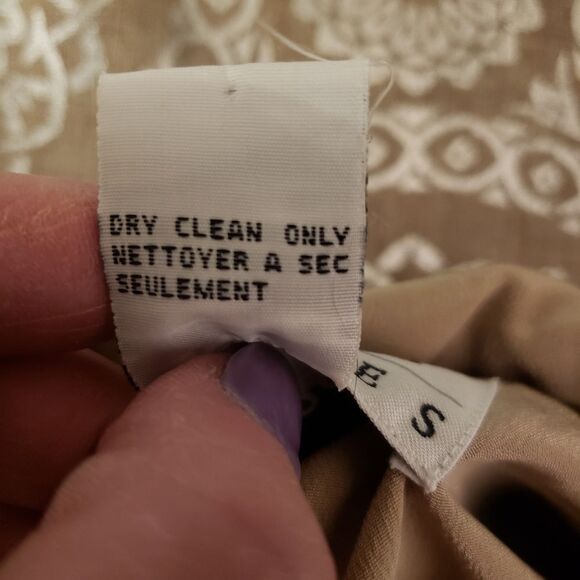 DRY CLEAN ONLY
NETTOYER A SEC
SEULEMENT
S